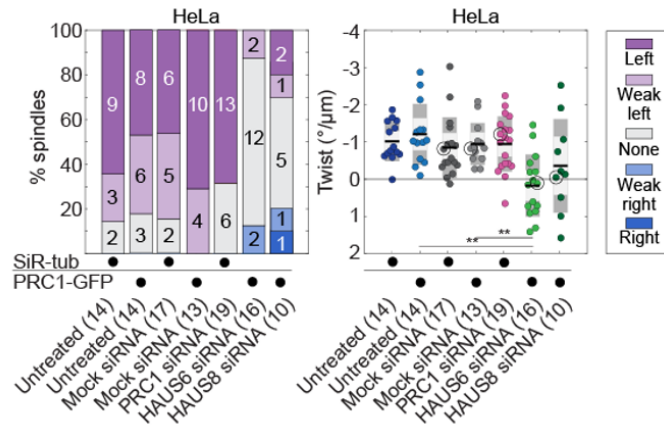 HeLa
100
80
60
40
20
% spindles
9
3
2
8
6
3
6
5
2
10
4
13
6
2
12
2
2
1
5
1
1
SiR-tub
PRC1-GFP
Untreated (14)
Untreated (14)
Mock siRNA (17)
Mock siRNA (13)
PRC1 siRNA (19)
HAUS6 siRNA (16)
HAUS8 siRNA (10)
HeLa
-4
-3
-2
-1
0
1
2
Twist (°/µm)
**
**
Untreated (14)
Untreated (14)
Mock siRNA (17)
Mock siRNA (13)
PRC1 siRNA (19)
HAUS6 siRNA (16)
HAUS8 siRNA (10)
Left
Weak
left
None
Weak
right
Right